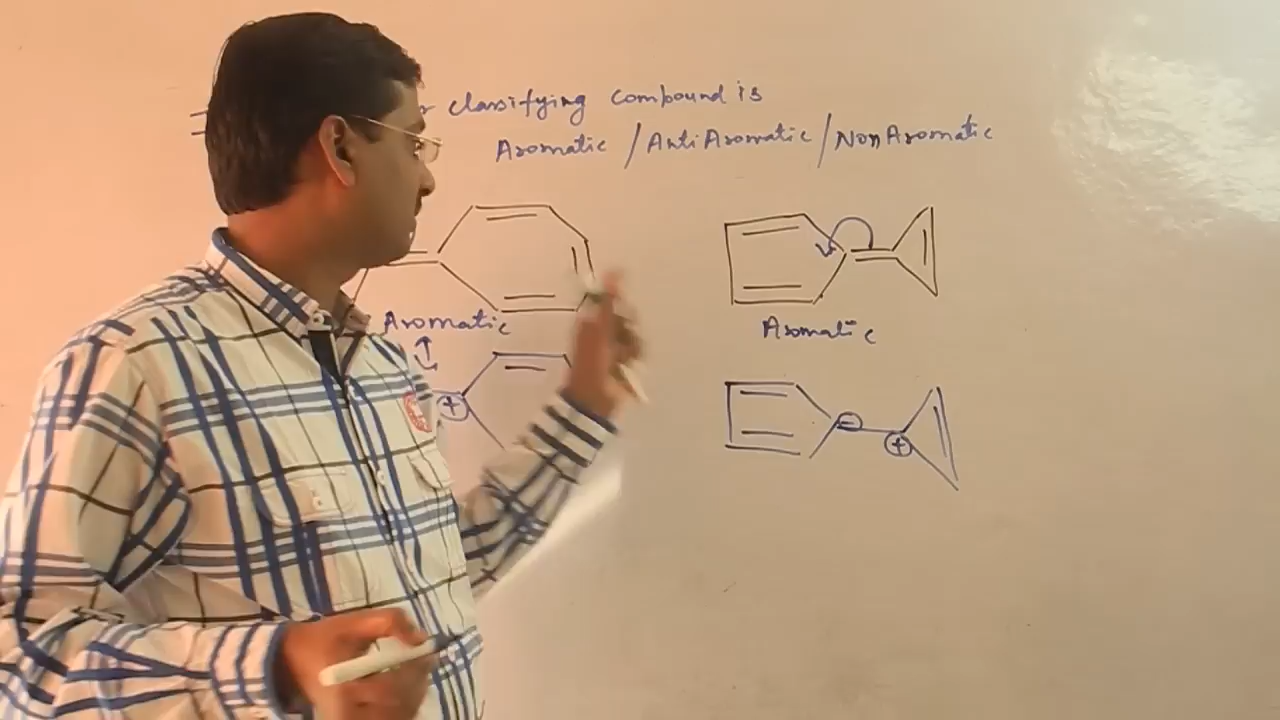 classifying compound is
Aromatic / AntiAromatic / NonAromatic
Aromatic
Aromatic
+
⊖ ⊕